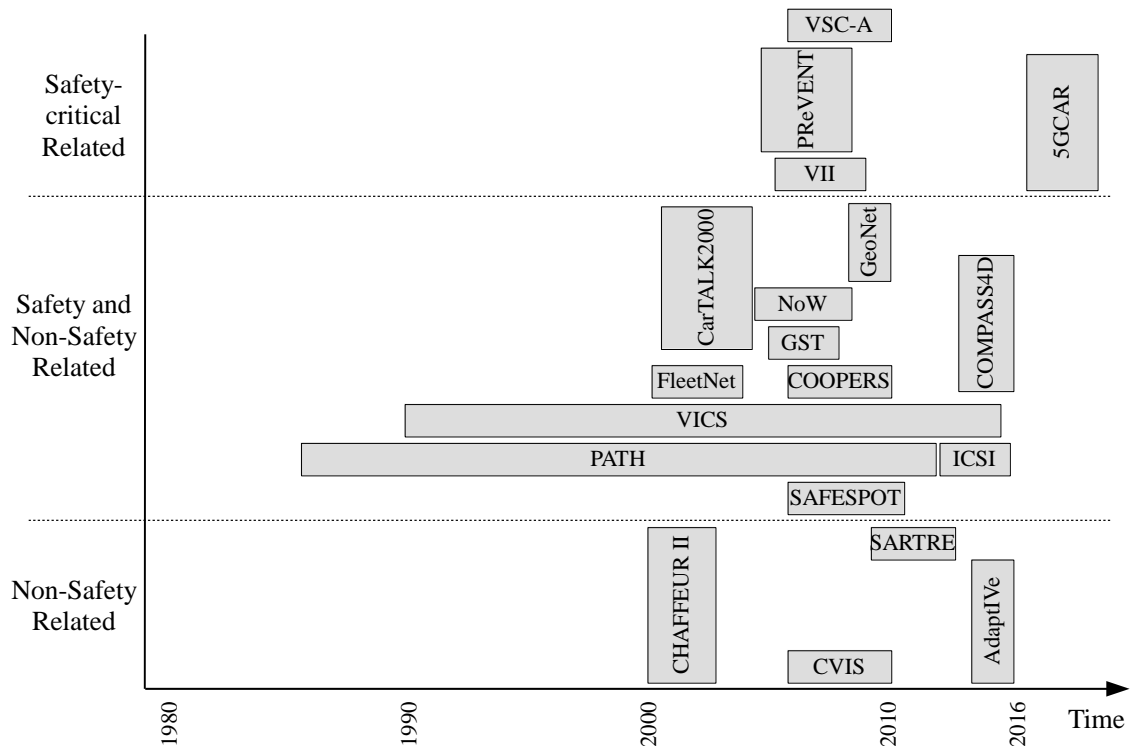 VSC-A
Safety-
critical
Related
PReVENT
5GCAR
VII
Safety and
Non-Safety
Related
CarTALK2000
GeoNet
COMPASS4D
NoW
GST
FleetNet
COOPERS
VICS
PATH
ICSI
SAFESPOT
Non-Safety
Related
CHAFFEUR II
SARTRE
AdaptIVe
CVIS
1980
1990
2000
2010
2016
Time